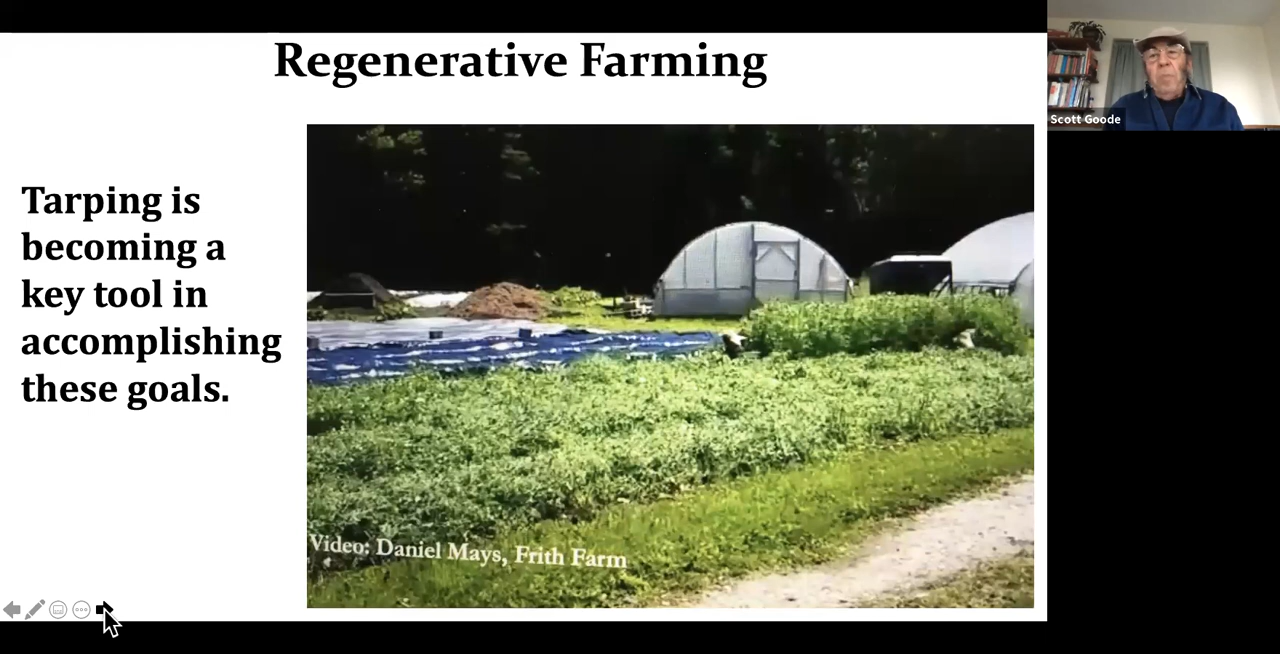 Regenerative Farming
Tarping is
becoming a
key tool in
accomplishing
these goals.
Video: Daniel Mays, Frith Farm
Scott Goode